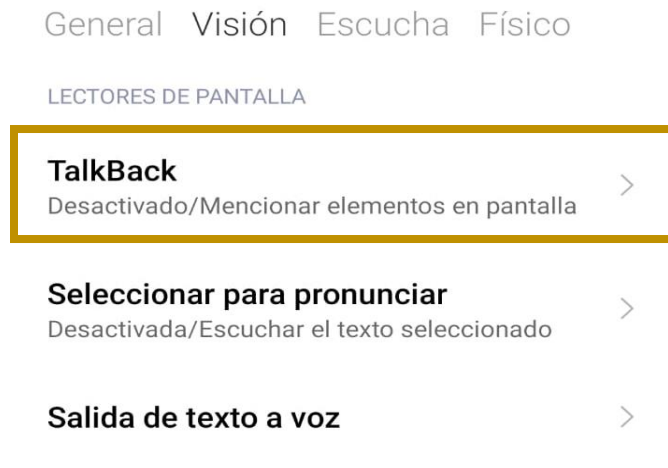 General Visión Escucha Físico
LECTORES DE PANTALLA
TalkBack
Desactivado/Mencionar elementos en pantalla
Seleccionar para pronunciar
Desactivada/Escuchar el texto seleccionado
Salida de texto a voz